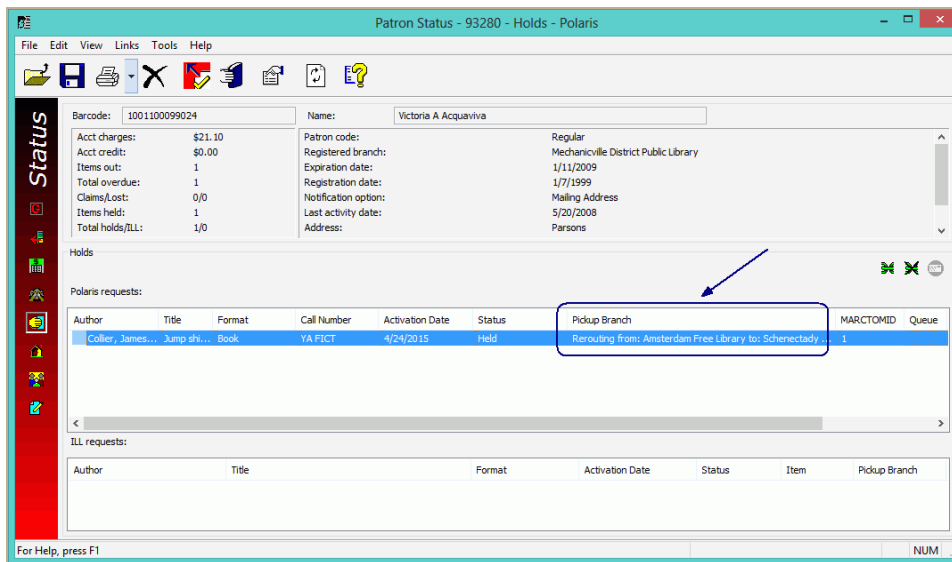 Patron Status - 93280 - Holds - Polaris
File Edit View Links Tools Help
Status
Barcode: 1001100099024 Name: Victoria A Acquaviva
Acct charges: $21.10 Patron code: Regular
Acct credit: $0.00 Registered branch: Mechanicville District Public Library
Items out: 1 Expiration date: 1/11/2009
Total overdue: 1 Registration date: 1/7/1999
Claims/Lost: 0/0 Notification option: Mailing Address
Items held: 1 Last activity date: 5/20/2008
Total holds/ILL: 1/0 Address: Parsons
Holds
Polaris requests:
Author Title Format Call Number Activation Date Status Pickup Branch MARCTOMID Queue
Collier, James... Jump shi... Book YA FICT 4/24/2015 Held Rerouting from: Amsterdam Free Library to: Schenectady ... 1
ILL requests:
Author Title Format Activation Date Status Item Pickup Branch
For Help, press F1 NUM